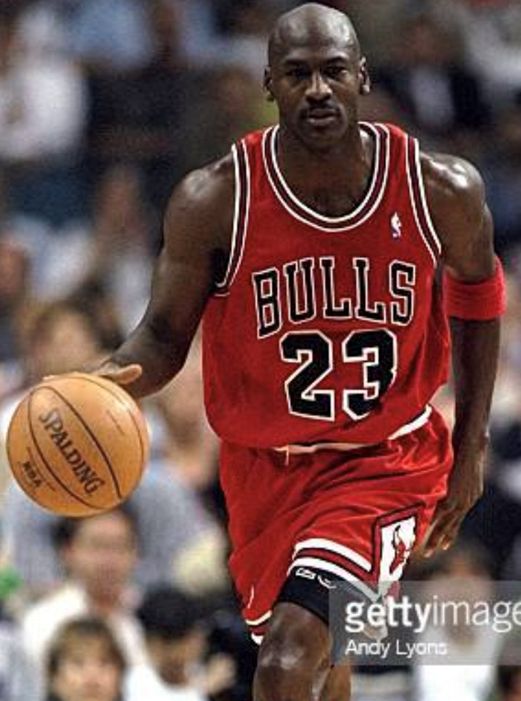 BULLS
23
SPALDING
NBA
gettyimage
Andy Lyons